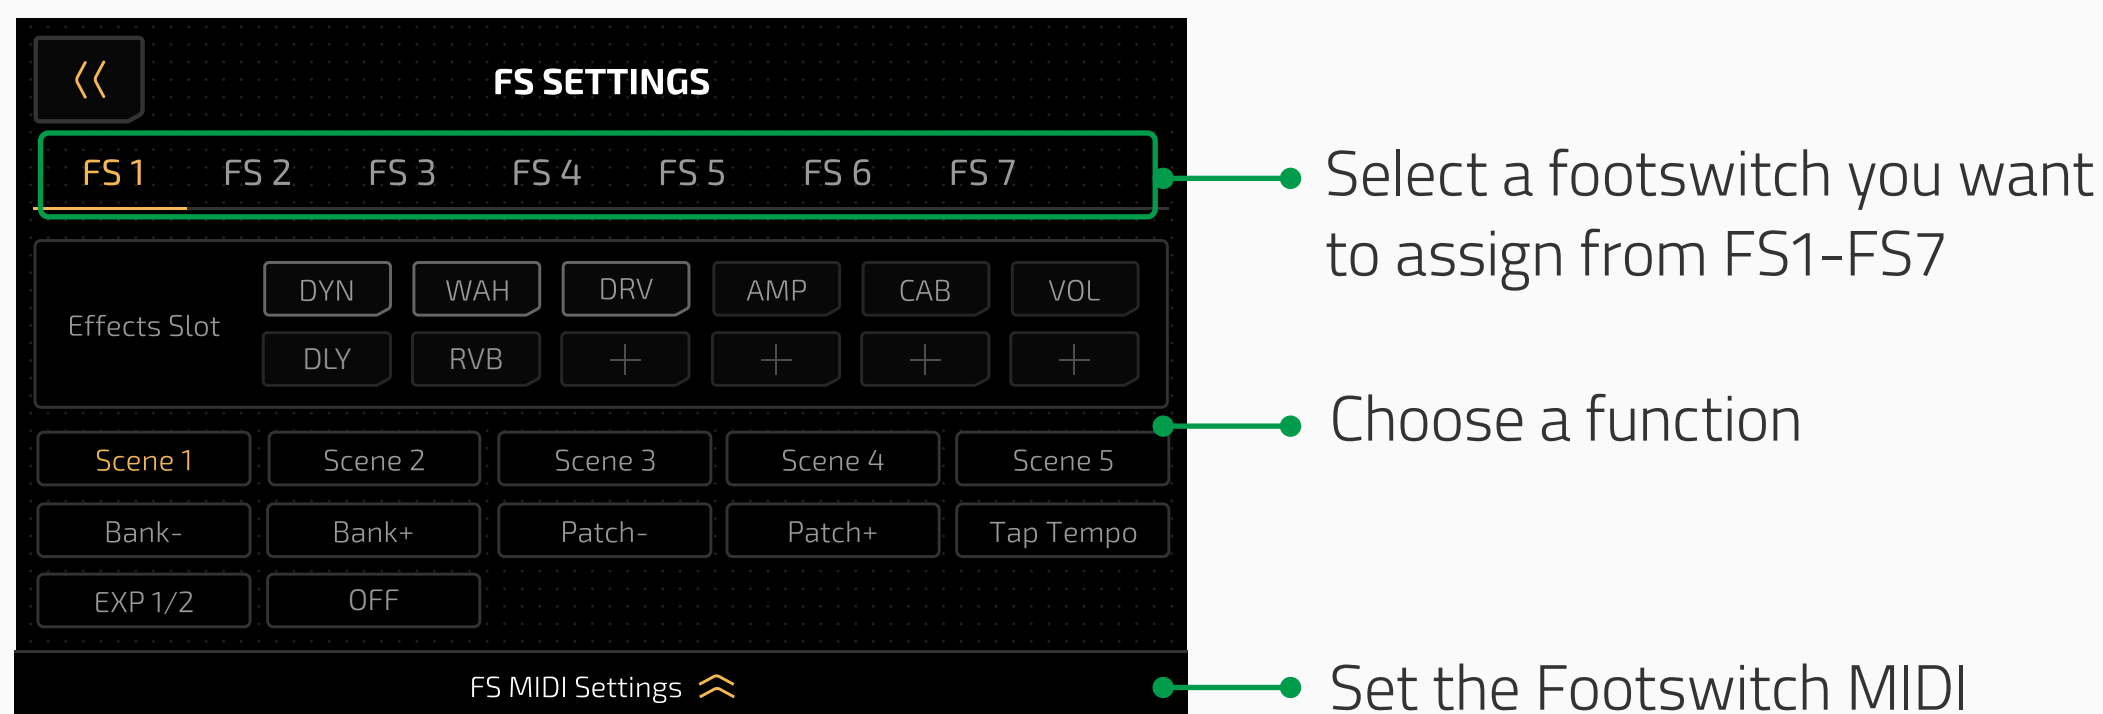 FS SETTINGS
FS 1 FS 2 FS 3 FS 4 FS 5 FS 6 FS 7
Select a footswitch you want
to assign from FS1-FS7
Effects Slot
DYN WAH DRV AMP CAB VOL
DLY RVB + + + +
Choose a function
Scene 1 Scene 2 Scene 3 Scene 4 Scene 5
Bank- Bank+ Patch- Patch+ Tap Tempo
EXP 1/2 OFF
FS MIDI Settings
Set the Footswitch MIDI